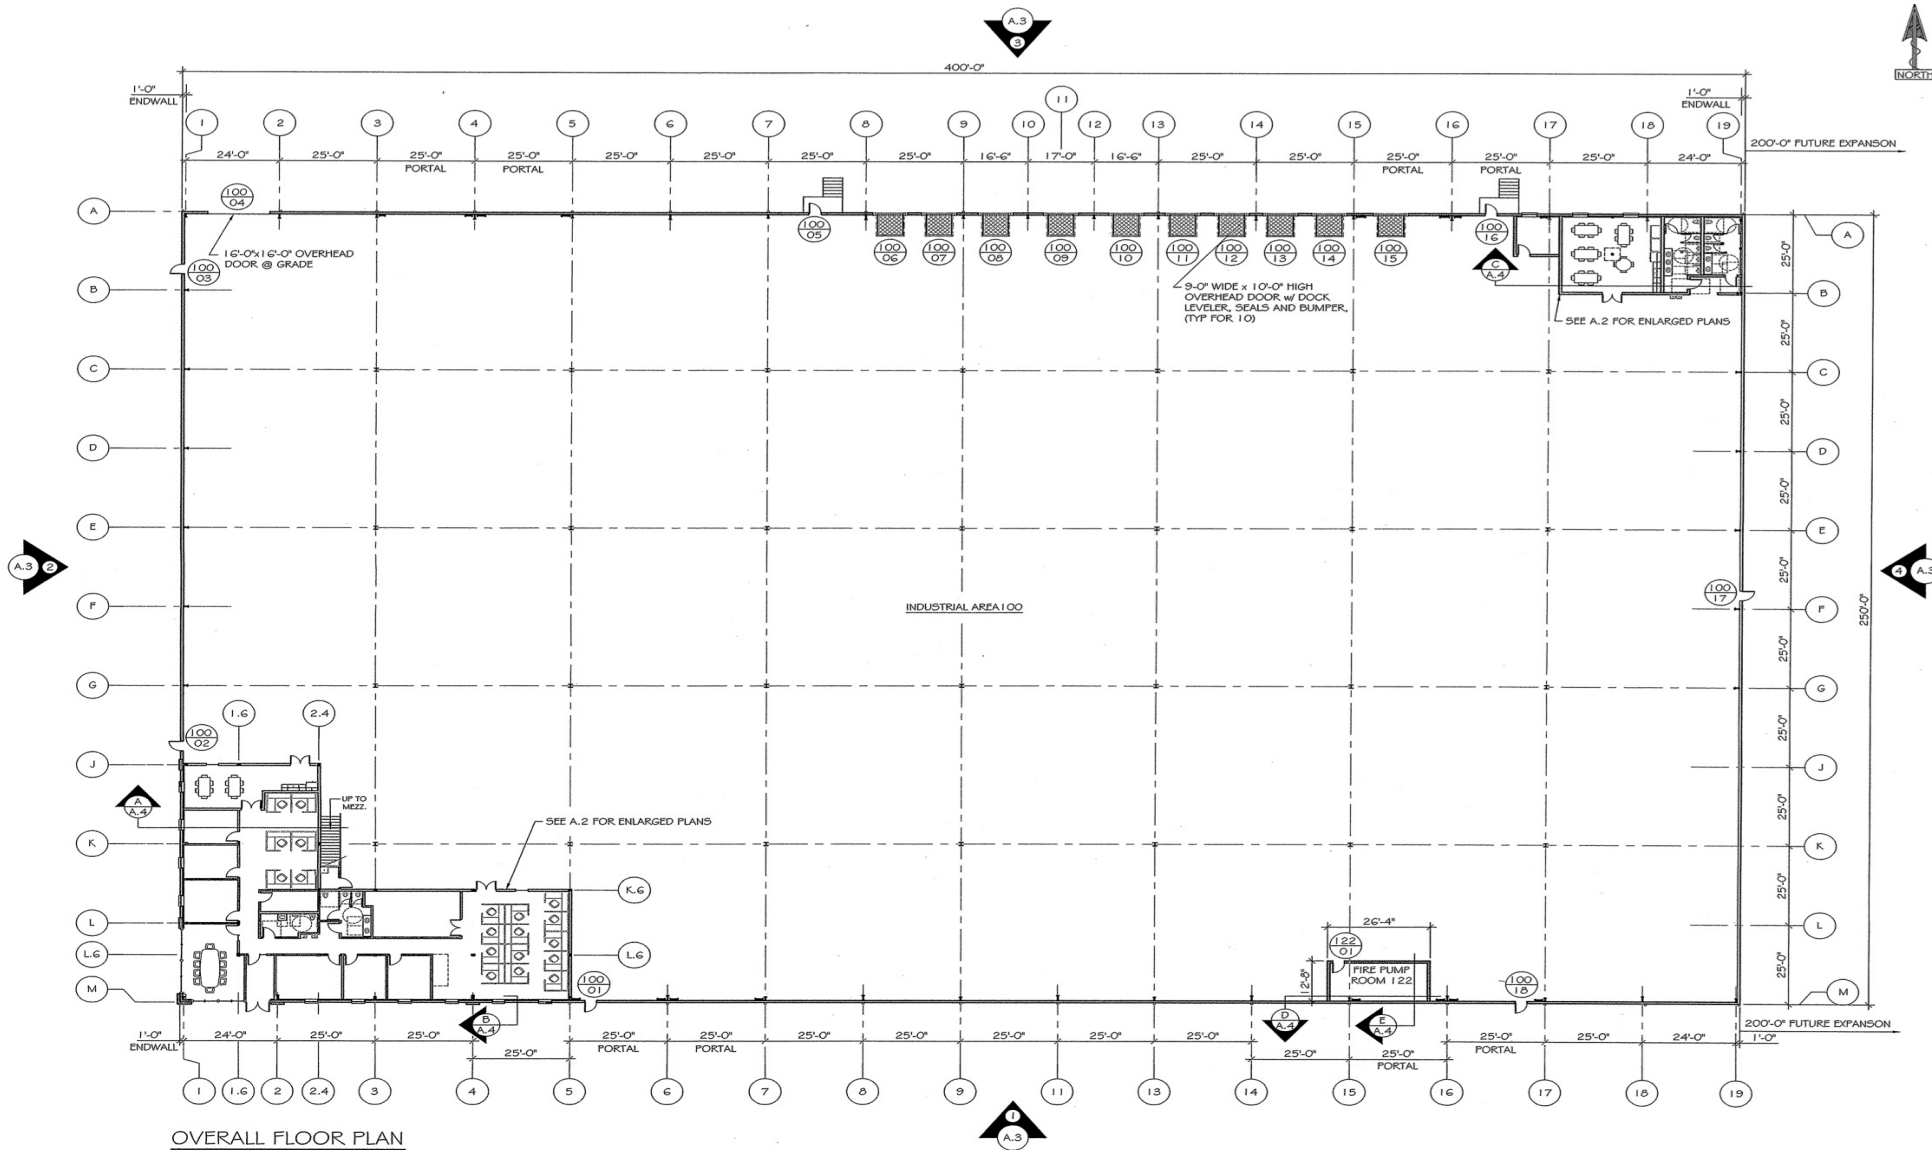 A.3
3
NORTH
400'-0"
1'-0"
ENDWALL
1'-0"
ENDWALL
1 2 3 4 5 6 7 8 9 10 11 12 13 14 15 16 17 18 19
200'-0" FUTURE EXPANSON
24'-0" 25'-0" 25'-0" 25'-0" 25'-0" 25'-0" 25'-0" 25'-0" 16'-6" 17'-0" 16'-6" 25'-0" 25'-0" 25'-0" 25'-0" 25'-0" 24'-0"
PORTAL PORTAL PORTAL PORTAL
A
100
04
100
05
100
06
100
07
100
08
100
09
100
10
100
11
100
12
100
13
100
14
100
15
100
16
A
16'-0"x16'-0" OVERHEAD
DOOR @ GRADE
100
03
C
A.4
25'-0"
9-0" WIDE x 10'-0" HIGH
OVERHEAD DOOR w/ DOCK
LEVELER, SEALS AND BUMPER,
(TYP FOR 10)
B
B
SEE A.2 FOR ENLARGED PLANS
25'-0"
C
C
25'-0"
D
D
25'-0"
E
E
A.3 2
25'-0"
4 A.3
100
17
F
INDUSTRIAL AREA100
F
250'-0"
25'-0"
G
G
1.6 2.4
100
02
25'-0"
J
J
A
A.4
UP TO
MEZZ.
SEE A.2 FOR ENLARGED PLANS
25'-0"
K
K
K.6
25'-0"
L
26'-4"
L
122
01
L.6
L.6
FIRE PUMP
ROOM 122
12'-8"
25'-0"
100
01
100
18
M
M
B
A.4
D
A.4
E
A.4
200'-0" FUTURE EXPANSON
1'-0"
ENDWALL
24'-0" 25'-0" 25'-0" 25'-0" 25'-0" 25'-0" 25'-0" 25'-0" 25'-0" 25'-0" 25'-0" 25'-0" 25'-0" 25'-0" 24'-0" 1'-0"
PORTAL PORTAL PORTAL PORTAL
1 1.6 2 2.4 3 4 5 6 7 8 9 11 13 14 15 16 17 18 19
1
A.3
OVERALL FLOOR PLAN